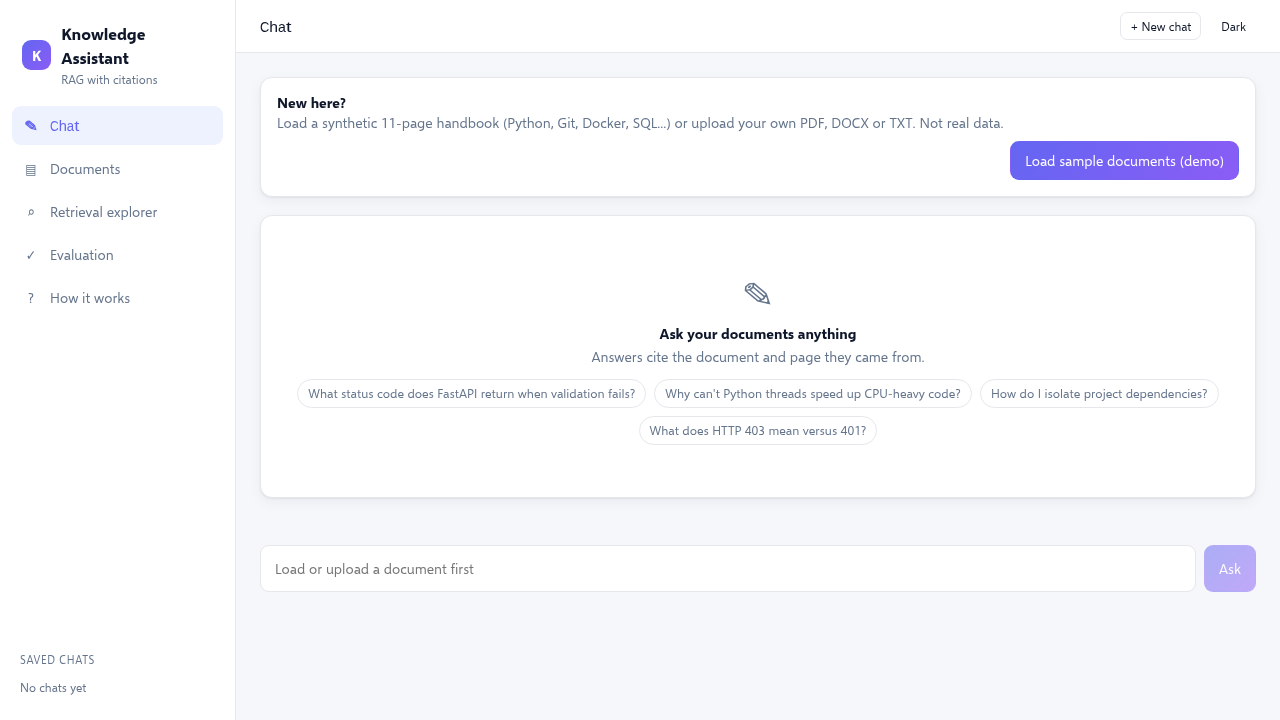 K
Knowledge
Assistant
RAG with citations
Chat
Documents
Retrieval explorer
Evaluation
How it works
SAVED CHATS
No chats yet
Chat
+ New chat
Dark
New here?
Load a synthetic 11-page handbook (Python, Git, Docker, SQL...) or upload your own PDF, DOCX or TXT. Not real data.
Load sample documents (demo)
Ask your documents anything
Answers cite the document and page they came from.
What status code does FastAPI return when validation fails?
Why can't Python threads speed up CPU-heavy code?
How do I isolate project dependencies?
What does HTTP 403 mean versus 401?
Load or upload a document first
Ask